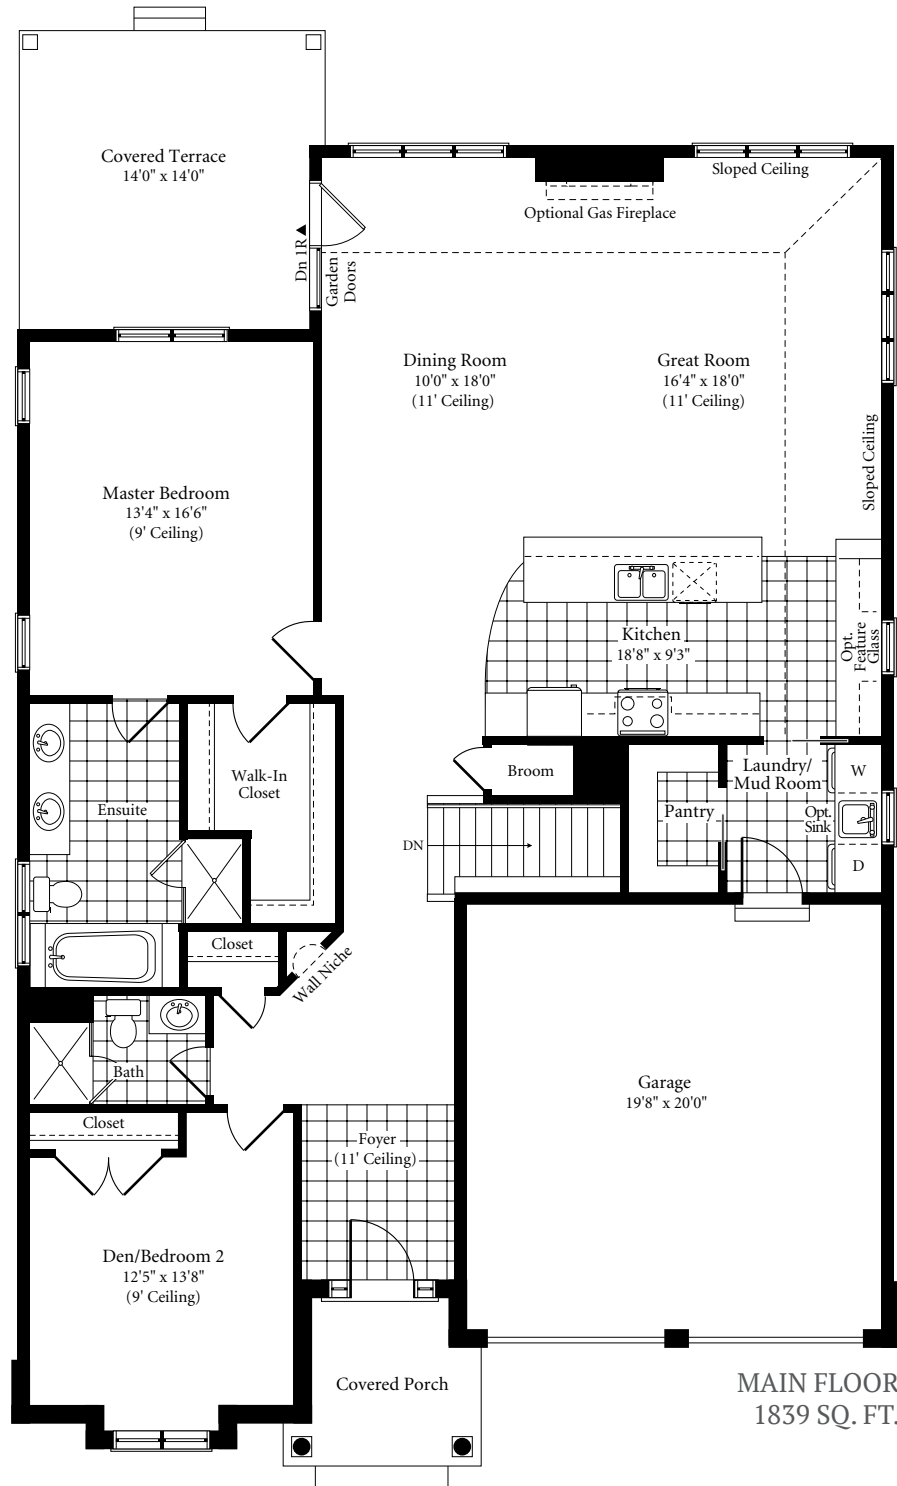 Covered Terrace
14'0" x 14'0"
Sloped Ceiling
Optional Gas Fireplace
Dn 1R
Garden
Doors
Dining Room
10'0" x 18'0"
(11' Ceiling)
Great Room
16'4" x 18'0"
(11' Ceiling)
Sloped Ceiling
Master Bedroom
13'4" x 16'6"
(9' Ceiling)
Kitchen
18'8" x 9'3"
Opt.
Feature
Glass
Walk-In
Closet
Ensuite
Broom
Laundry/
Mud Room
W
Pantry
Opt.
Sink
DN
D
Closet
Wall Niche
Bath
Closet
Garage
19'8" x 20'0"
Foyer
(11' Ceiling)
Den/Bedroom 2
12'5" x 13'8"
(9' Ceiling)
Covered Porch
MAIN FLOOR
1839 SQ. FT.